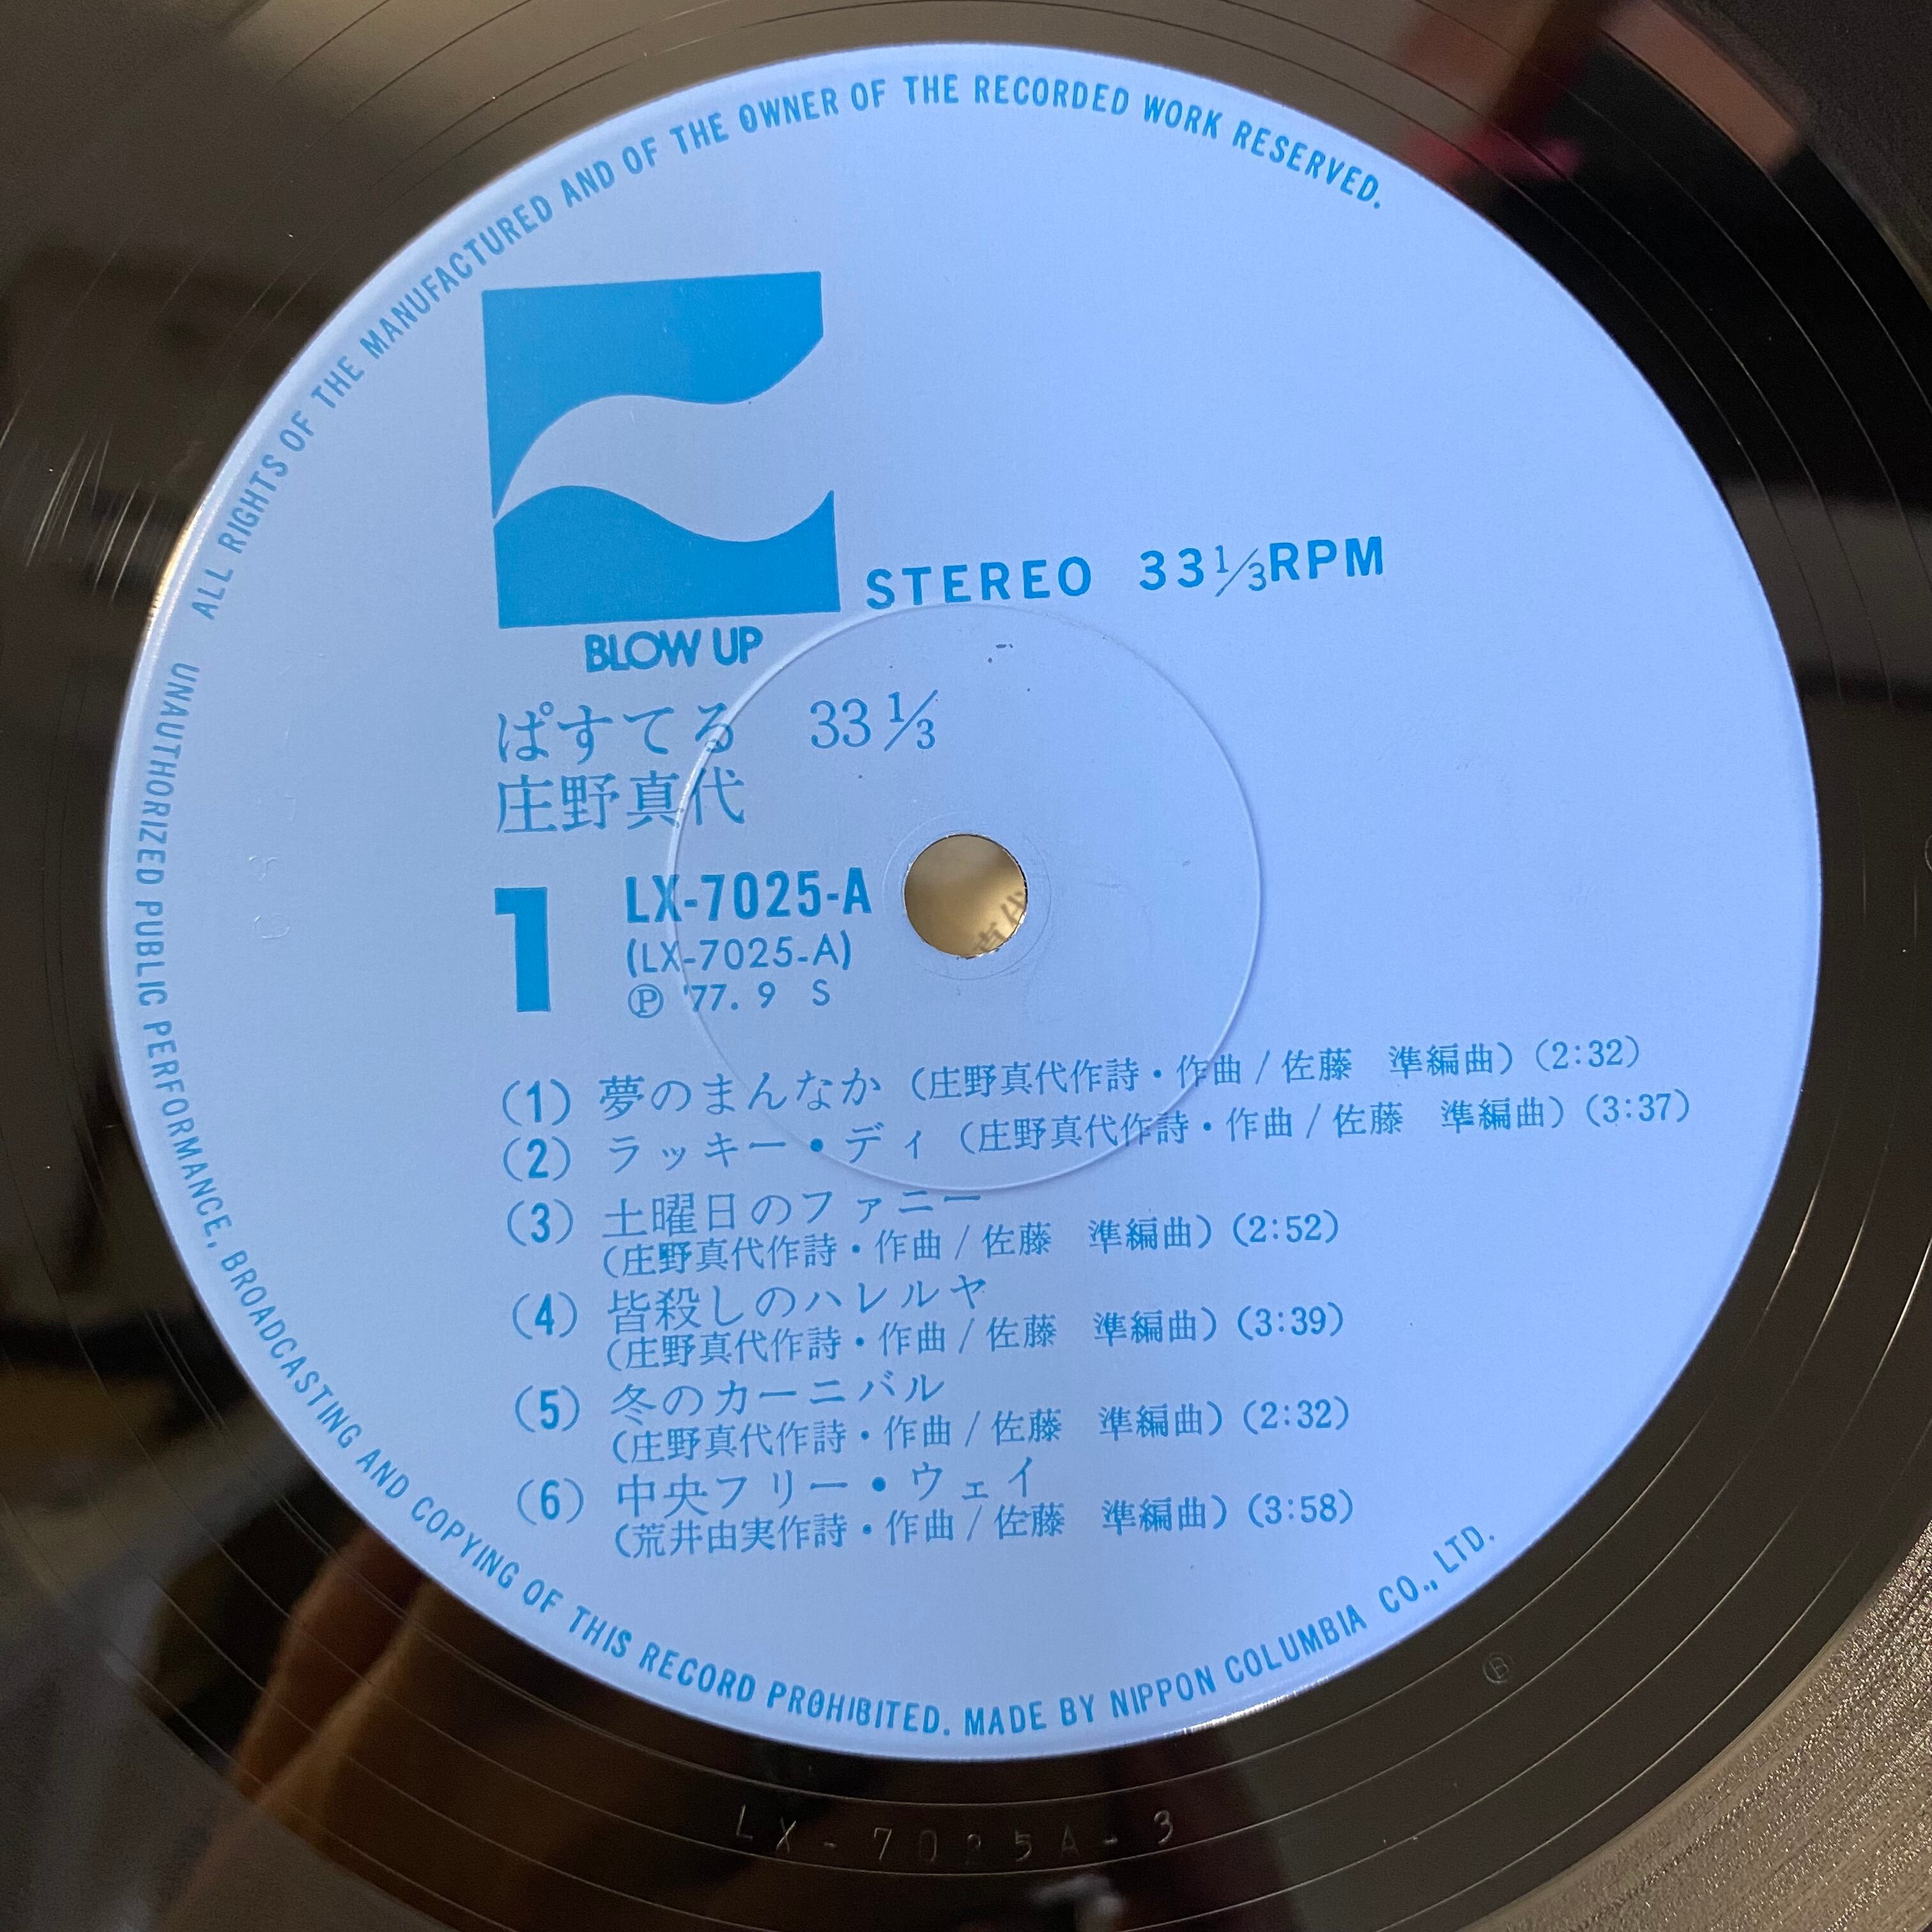 ALL RIGHTS OF THE MANUFACTURED AND OF THE OWNER OF THE RECORDED WORK RESERVED.
BLOW UP
STEREO 33 1/3 RPM
ぱすてる 33 1/3
庄野真代
1
LX-7025-A
(LX-7025-A)
Ⓟ '77. 9 S
(1) 夢のまんなか (庄野真代作詩・作曲/佐藤 準編曲) (2:32)
(2) ラッキー・ディ (庄野真代作詩・作曲/佐藤 準編曲) (3:37)
(3) 土曜日のファニー
(庄野真代作詩・作曲/佐藤 準編曲) (2:52)
(4) 皆殺しのハレルヤ
(庄野真代作詩・作曲/佐藤 準編曲) (3:39)
(5) 冬のカーニバル
(庄野真代作詩・作曲/佐藤 準編曲) (2:32)
(6) 中央フリー・ウェイ
(荒井由実作詩・作曲/佐藤 準編曲) (3:58)
UNAUTHORIZED PUBLIC PERFORMANCE, BROADCASTING AND COPYING OF THIS RECORD PROHIBITED. MADE BY NIPPON COLUMBIA CO., LTD.
LX-7025A-3